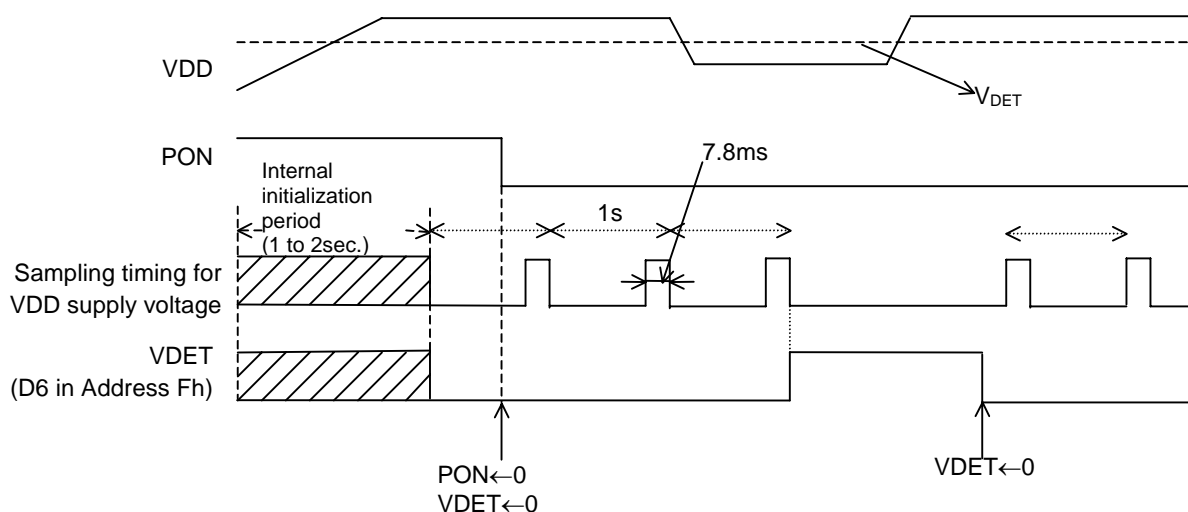 VDD
V_DET
PON
7.8ms
Internal
initialization
period
(1 to 2sec.)
1s
Sampling timing for
VDD supply voltage
VDET
(D6 in Address Fh)
PON←0
VDET←0
VDET←0